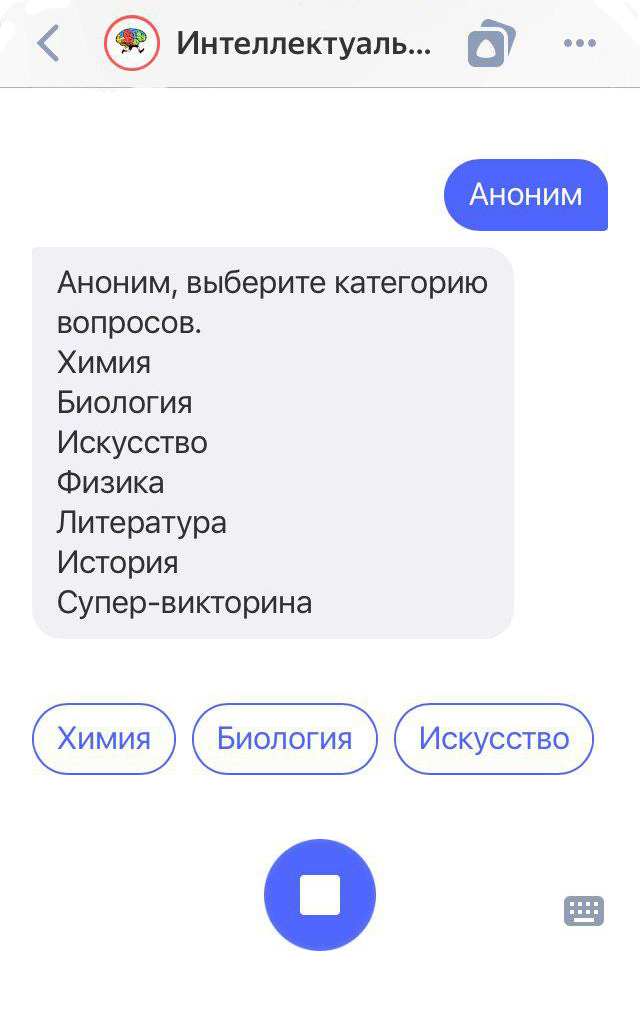 Интеллектуаль...
Аноним
Аноним, выберите категорию
вопросов.
Химия
Биология
Искусство
Физика
Литература
История
Супер-викторина
Химия
Биология
Искусство